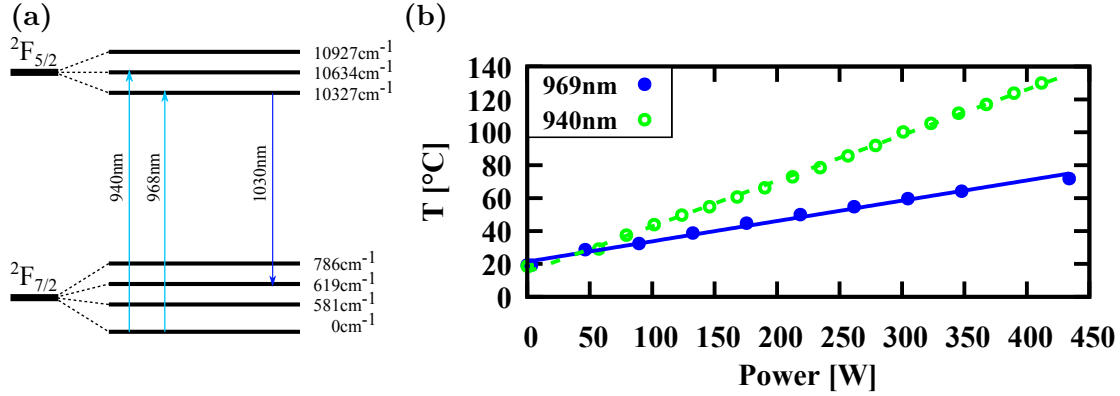 (a)
²F₅/₂
10927cm⁻¹
10634cm⁻¹
10327cm⁻¹
940nm
968nm
1030nm
²F₇/₂
786cm⁻¹
619cm⁻¹
581cm⁻¹
0cm⁻¹
(b)
969nm
940nm
T [°C]
140
120
100
80
60
40
20
0
0 50 100 150 200 250 300 350 400 450
Power [W]